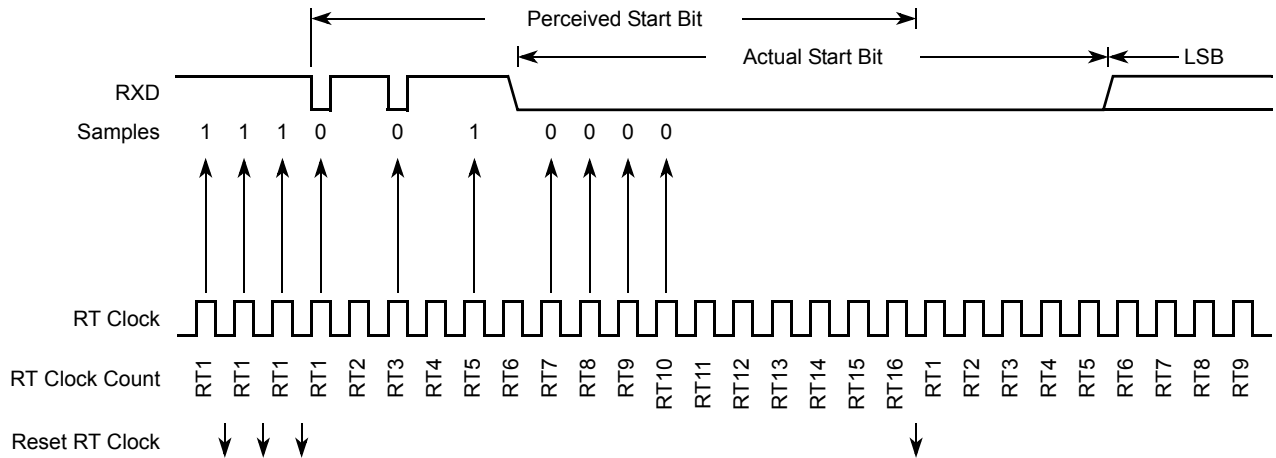 Perceived Start Bit
Actual Start Bit
LSB
RXD
Samples 1 1 1 0 0 1 0 0 0 0
RT Clock
RT Clock Count RT1 RT1 RT1 RT1 RT2 RT3 RT4 RT5 RT6 RT7 RT8 RT9 RT10 RT11 RT12 RT13 RT14 RT15 RT16 RT1 RT2 RT3 RT4 RT5 RT6 RT7 RT8 RT9
Reset RT Clock